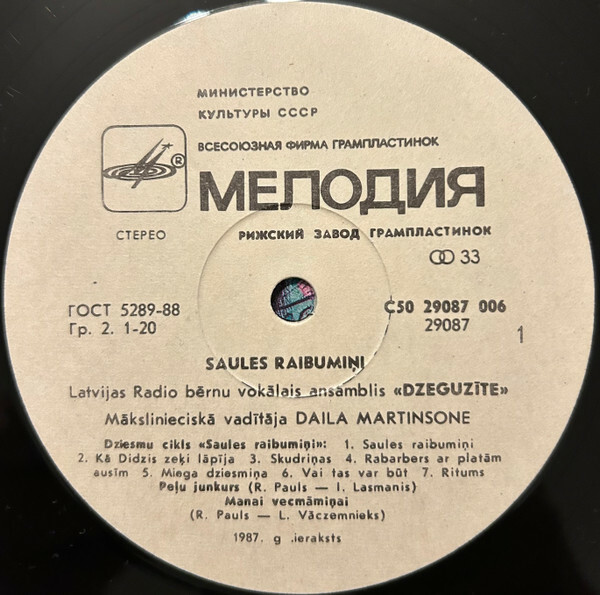 МИНИСТЕРСТВО
КУЛЬТУРЫ СССР
ВСЕСОЮЗНАЯ ФИРМА ГРАМПЛАСТИНОК
®
МЕЛОДИЯ
СТЕРЕО
РИЖСКИЙ ЗАВОД ГРАМПЛАСТИНОК
33
ГОСТ 5289-88
Гр. 2. 1-20
С50 29087 006
29087
1
SAULES RAIBUMIŅI
Latvijas Radio bērnu vokālais ansamblis «DZEGUZĪTE»
Mākslinieciskā vadītāja DAILA MARTINSONE
Dziesmu cikls «Saules raibumiņi»: 1. Saules raibumiņi
2. Kā Didzis zeķi lāpīja 3. Skudriņas 4. Rabarbers ar platām
ausīm 5. Miega dziesmiņa 6. Vai tas var būt 7. Ritums
Peļu junkurs (R. Pauls — I. Lasmanis)
Manai vecmāmiņai
(R. Pauls — L. Vāczemnieks)
1987. g .ieraksts